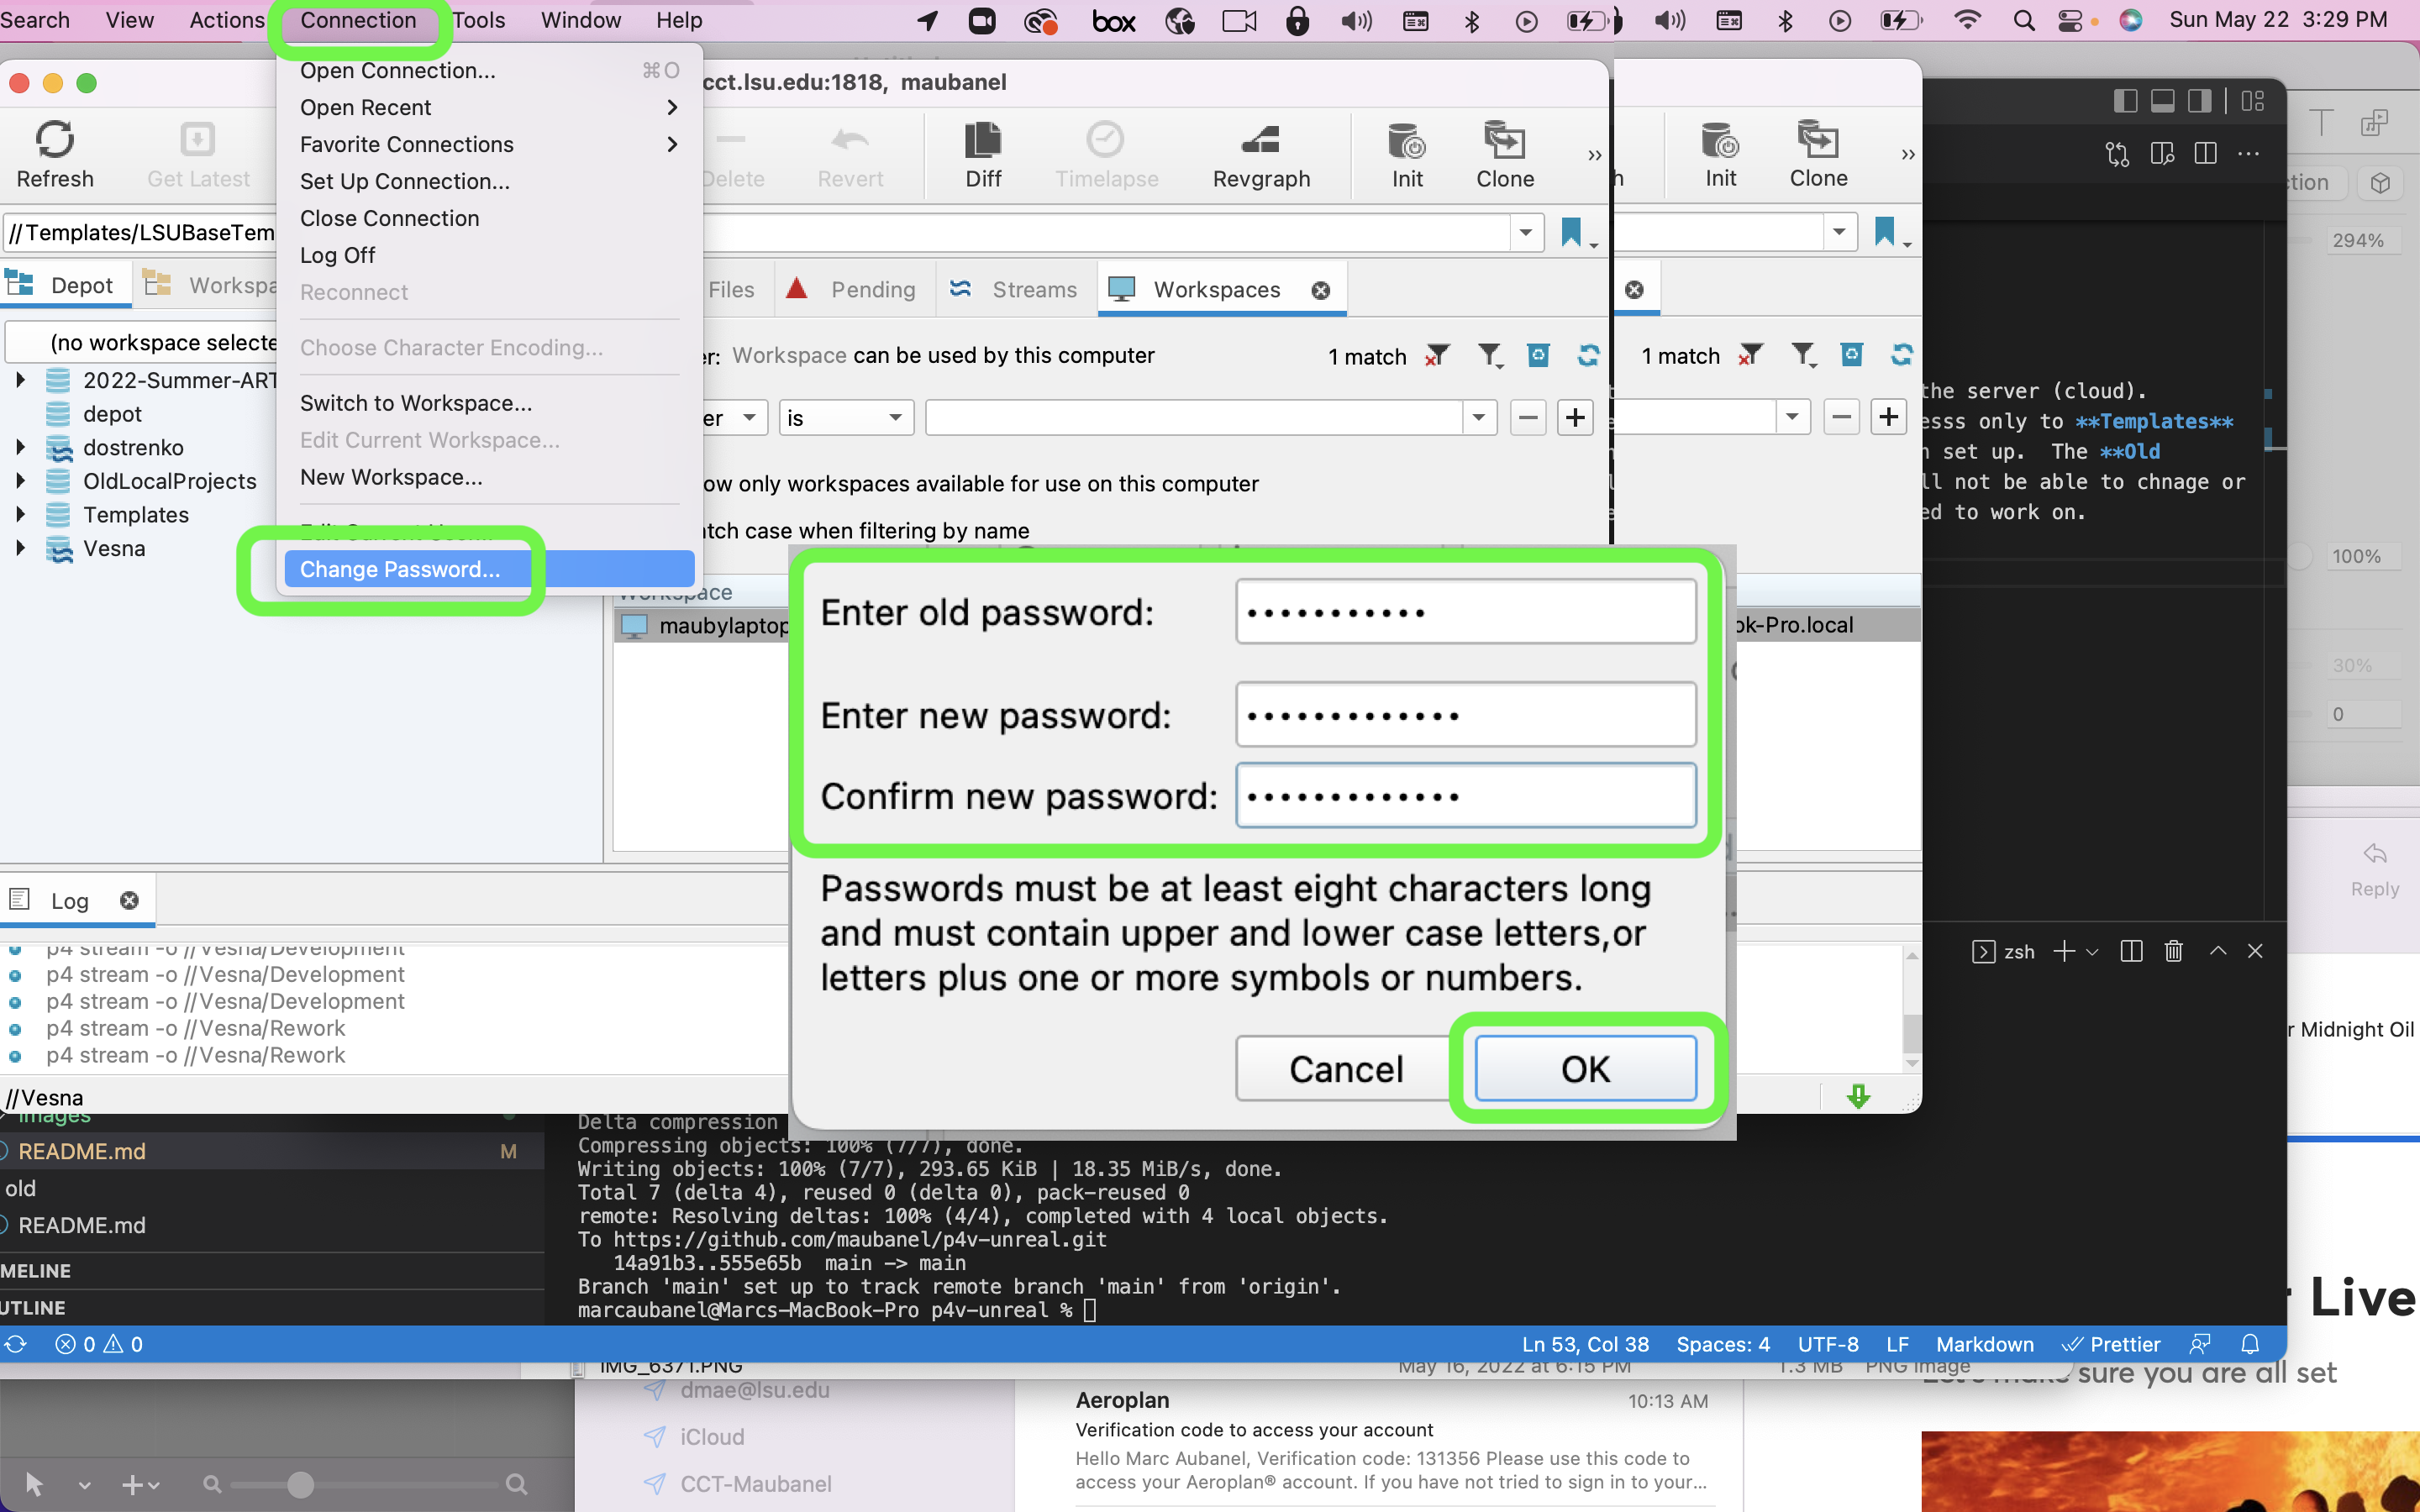 Search View Actions Connection Tools Window Help box Sun May 22 3:29 PM
Open Connection... ⌘O
Open Recent
Favorite Connections
Set Up Connection...
Close Connection
Log Off
Reconnect
Choose Character Encoding...
Switch to Workspace...
Edit Current Workspace...
New Workspace...
Change Password...
cct.lsu.edu:1818, maubanel
Refresh Get Latest Delete Revert Diff Timelapse Revgraph Init Clone
Init Clone
//Templates/LSUBaseTem
Depot Workspa
Files Pending Streams Workspaces
(no workspace selecte
2022-Summer-ART
depot
dostrenko
OldLocalProjects
Templates
Vesna
er: Workspace can be used by this computer 1 match
1 match
er is
ow only workspaces available for use on this computer
tch case when filtering by name
Workspace
maubylaptop
ok-Pro.local
Enter old password: •••••••••••
Enter new password: •••••••••••••
Confirm new password: •••••••••••••
Passwords must be at least eight characters long
and must contain upper and lower case letters,or
letters plus one or more symbols or numbers.
Cancel OK
Log
p4 stream -o //Vesna/Development
p4 stream -o //Vesna/Development
p4 stream -o //Vesna/Development
p4 stream -o //Vesna/Rework
p4 stream -o //Vesna/Rework
//Vesna
the server (cloud).
esss only to **Templates**
n set up. The **Old
ll not be able to chnage or
ed to work on.
ction
294%
100%
30%
0
Reply
zsh
r Midnight Oil
images
README.md M
old
README.md
MELINE
UTLINE
Delta compression
Compressing objects: 100% (7/7), done.
Writing objects: 100% (7/7), 293.65 KiB | 18.35 MiB/s, done.
Total 7 (delta 4), reused 0 (delta 0), pack-reused 0
remote: Resolving deltas: 100% (4/4), completed with 4 local objects.
To https://github.com/maubanel/p4v-unreal.git
14a91b3..555e65b main -> main
Branch 'main' set up to track remote branch 'main' from 'origin'.
marcaubanel@Marcs-MacBook-Pro p4v-unreal %
0 0 Ln 53, Col 38 Spaces: 4 UTF-8 LF Markdown Prettier
IMG_6371.PNG May 16, 2022 at 6:15 PM 1.3 MB PNG image
r Live
Let's make sure you are all set
dmae@lsu.edu
iCloud
CCT-Maubanel
Aeroplan 10:13 AM
Verification code to access your account
Hello Marc Aubanel, Verification code: 131356 Please use this code to
access your Aeroplan® account. If you have not tried to sign in to your...